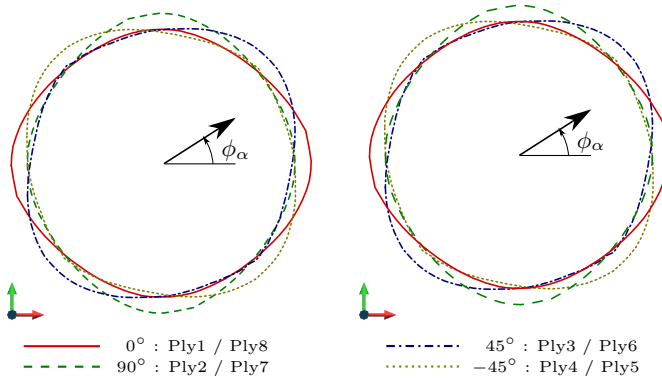 ϕα
ϕα
0° : Ply1 / Ply8
90° : Ply2 / Ply7
45° : Ply3 / Ply6
−45° : Ply4 / Ply5